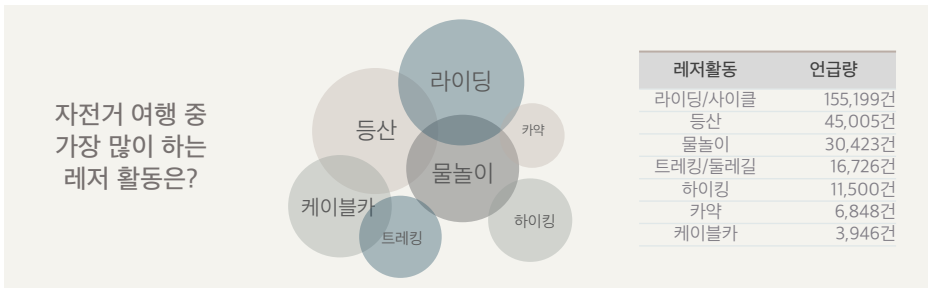 자전거 여행 중
가장 많이 하는
레저 활동은?
라이딩
등산
카약
물놀이
케이블카
트레킹
하이킹
레저활동 언급량
라이딩/사이클 155,199건
등산 45,005건
물놀이 30,423건
트레킹/둘레길 16,726건
하이킹 11,500건
카약 6,848건
케이블카 3,946건